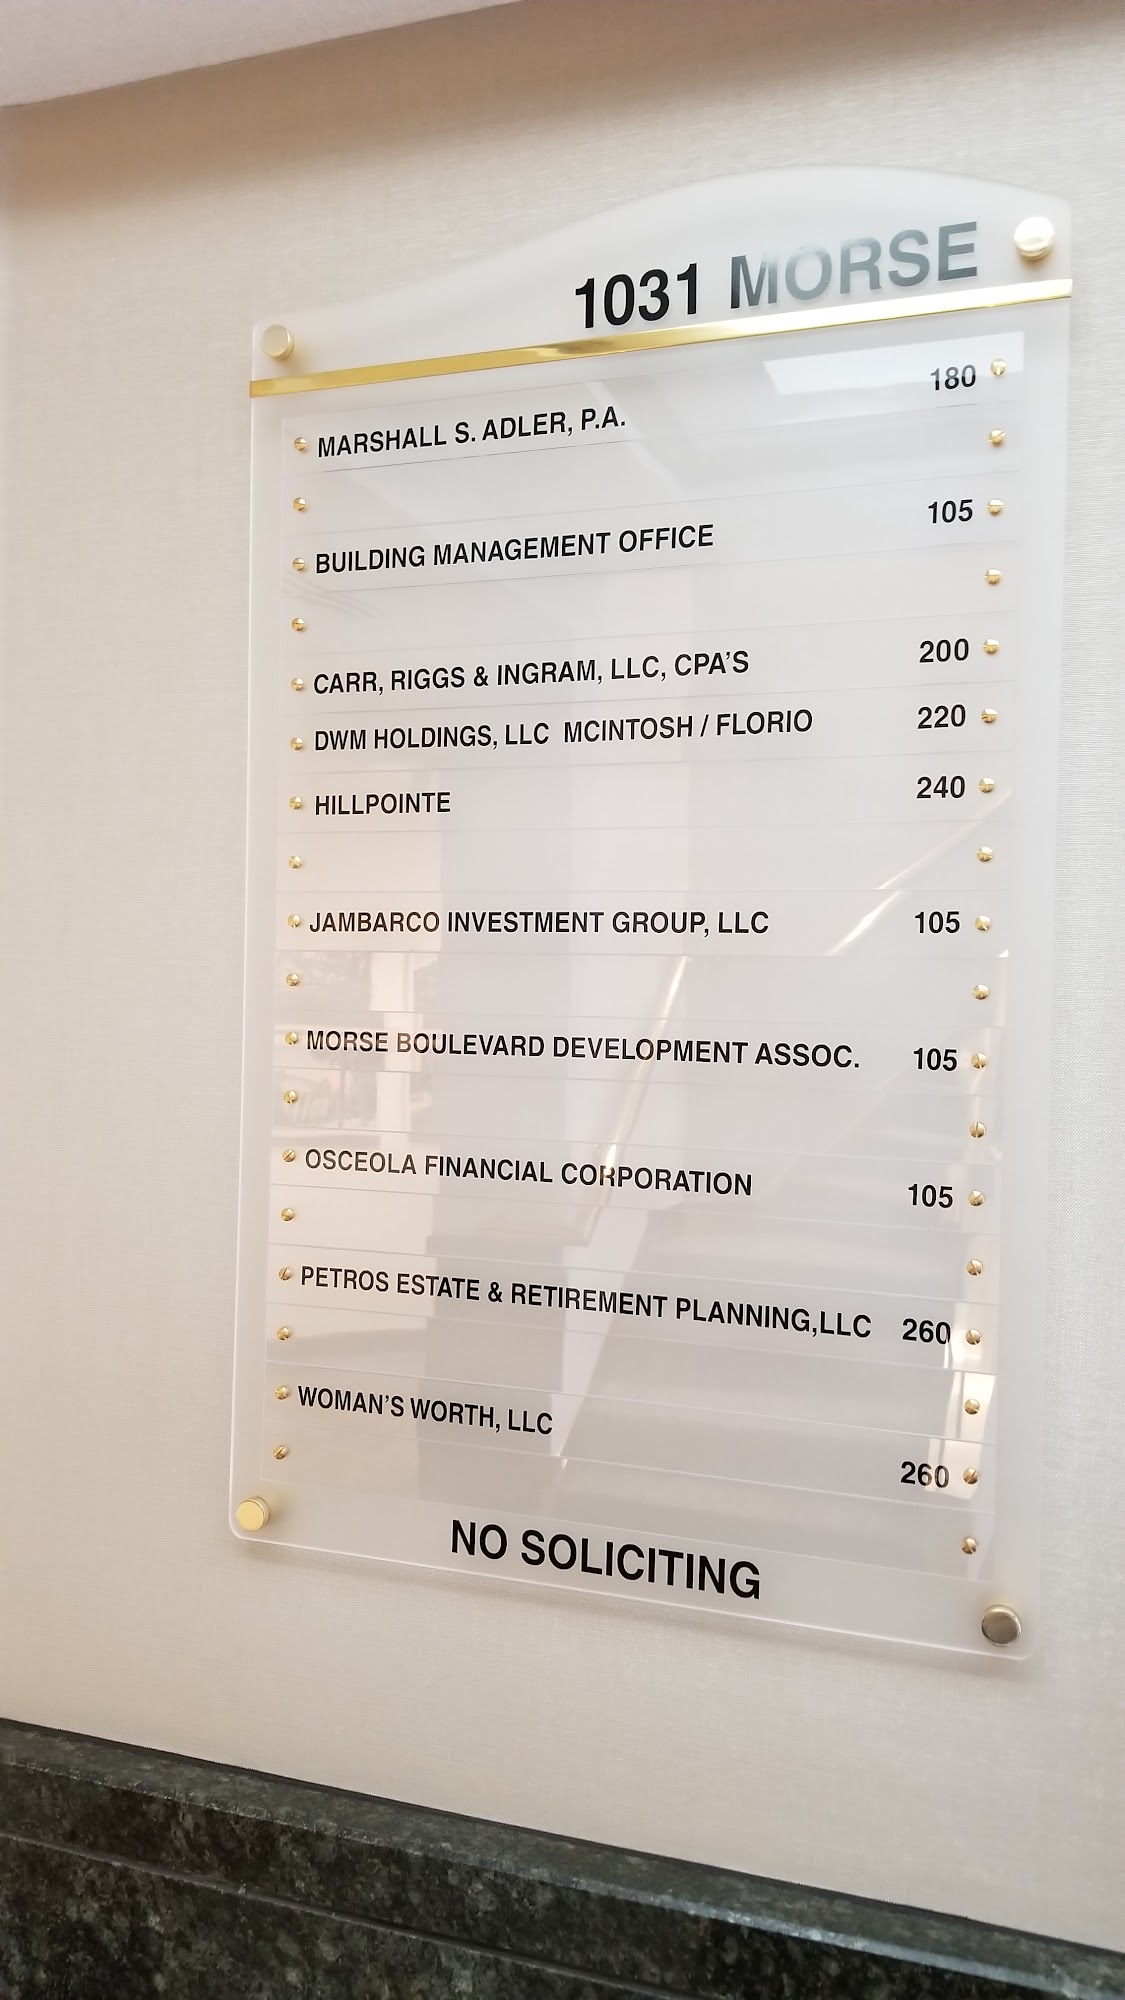 1031 MORSE
MARSHALL S. ADLER, P.A. 180
BUILDING MANAGEMENT OFFICE 105
CARR, RIGGS & INGRAM, LLC, CPA'S 200
DWM HOLDINGS, LLC MCINTOSH / FLORIO 220
HILLPOINTE 240
JAMBARCO INVESTMENT GROUP, LLC 105
MORSE BOULEVARD DEVELOPMENT ASSOC. 105
OSCEOLA FINANCIAL CORPORATION 105
PETROS ESTATE & RETIREMENT PLANNING,LLC 260
WOMAN'S WORTH, LLC 260
NO SOLICITING